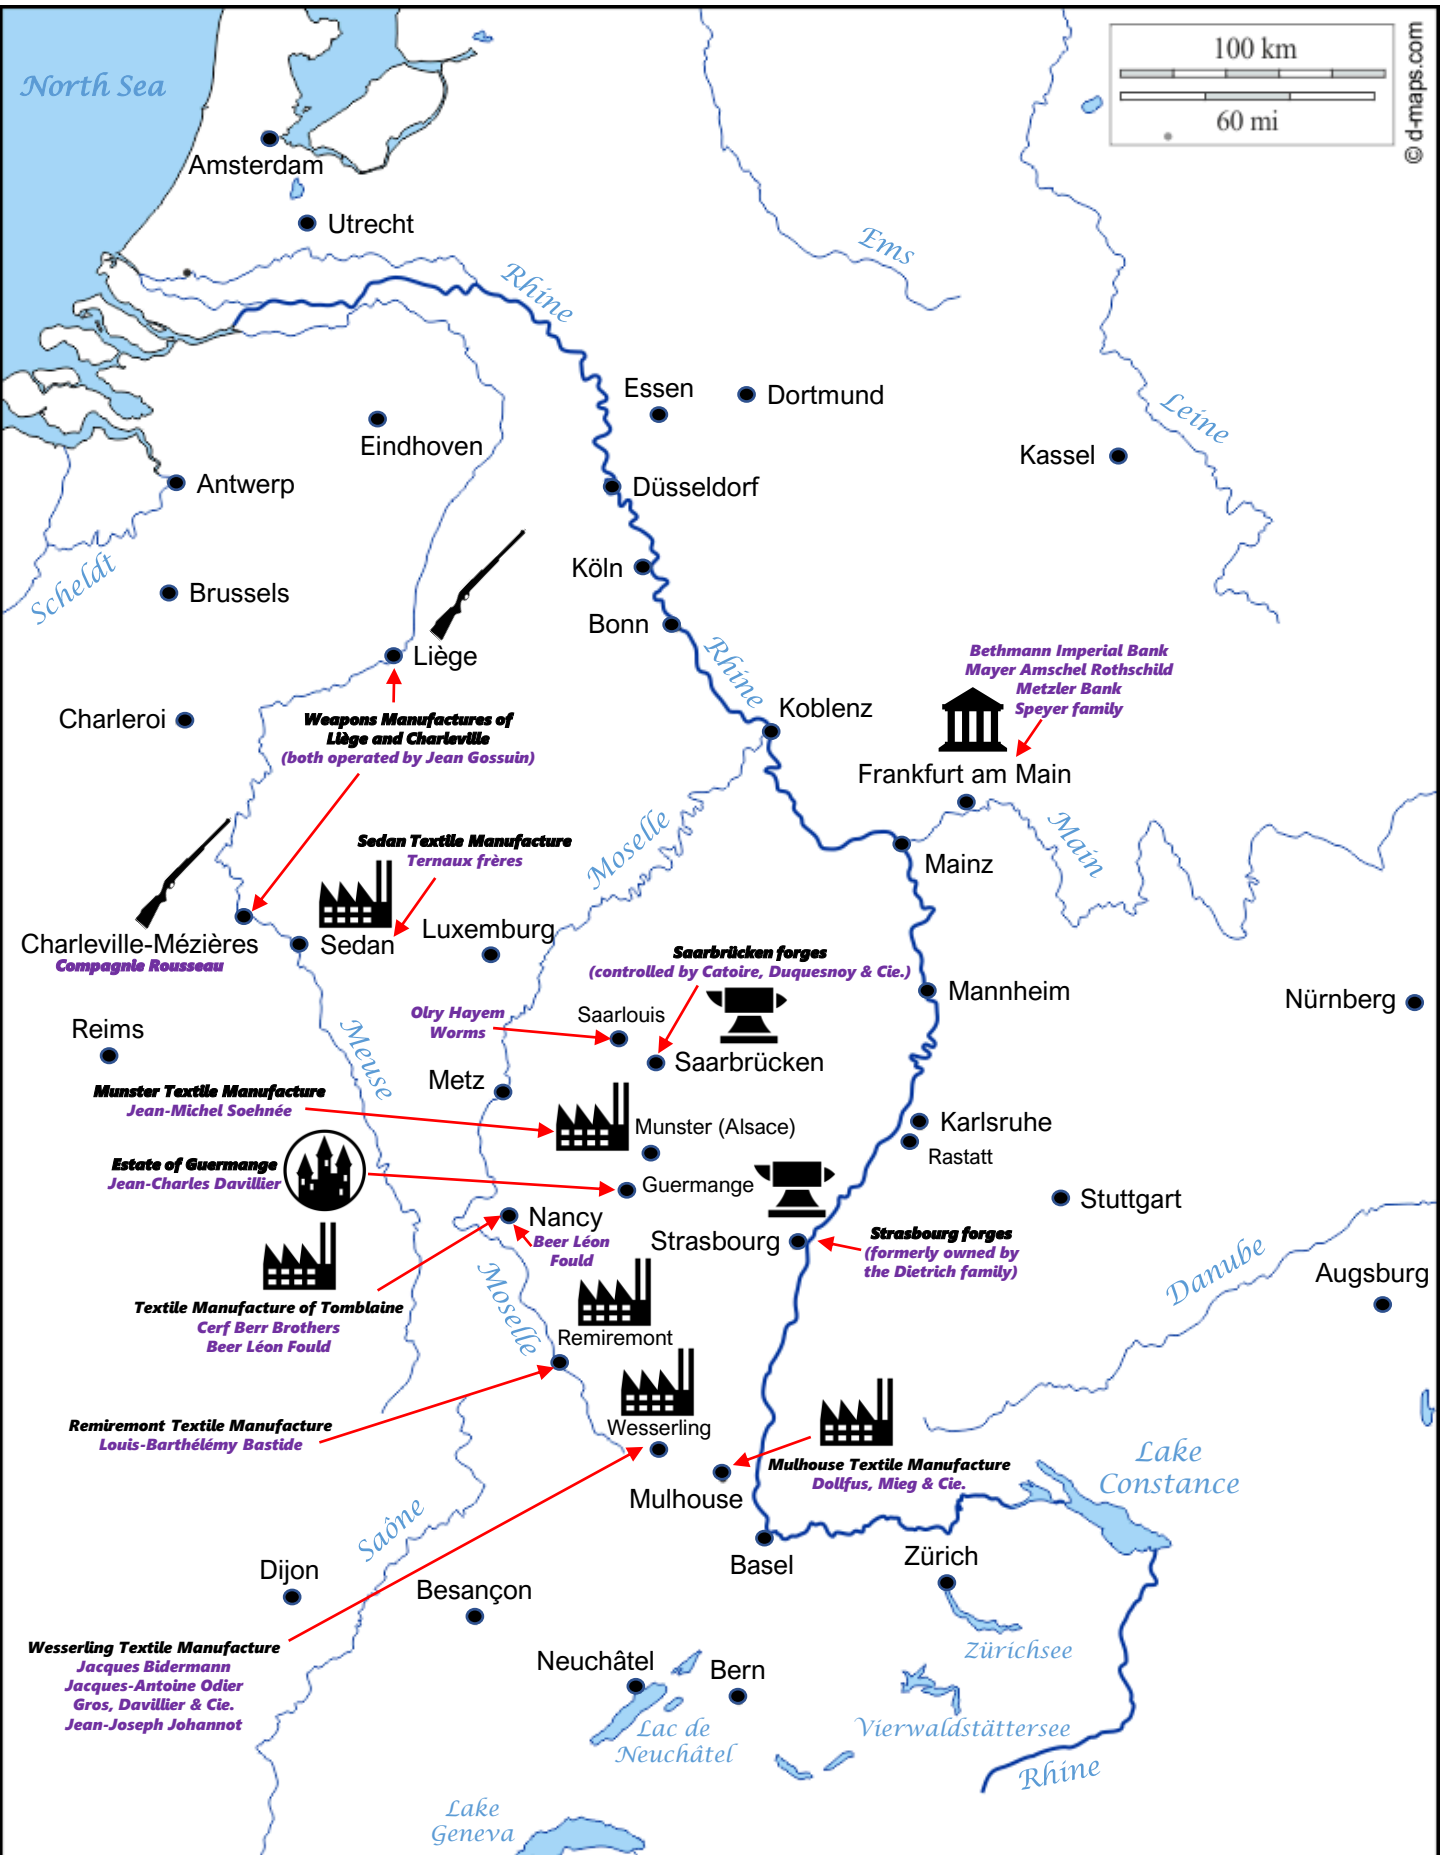 North Sea
100 km
60 mi
© d-maps.com
Amsterdam
Utrecht
Ems
Rhine
Essen
Dortmund
Leine
Eindhoven
Kassel
Antwerp
Düsseldorf
Scheldt
Köln
Brussels
Bonn
Rhine
Liège
Bethmann Imperial Bank
Mayer Amschel Rothschild
Metzler Bank
Speyer family
Charleroi
Koblenz
Weapons Manufactures of
Liège and Charleville
(both operated by Jean Gossuin)
Frankfurt am Main
Moselle
Main
Sedan Textile Manufacture
Ternaux frères
Mainz
Charleville-Mézières
Compagnie Rousseau
Sedan
Luxemburg
Saarbrücken forges
(controlled by Catoire, Duquesnoy & Cie.)
Mannheim
Nürnberg
Olry Hayem
Worms
Saarlouis
Reims
Meuse
Saarbrücken
Metz
Munster Textile Manufacture
Jean-Michel Soehnée
Munster (Alsace)
Karlsruhe
Rastatt
Estate of Guermange
Jean-Charles Davillier
Guermange
Stuttgart
Nancy
Beer Léon
Fould
Strasbourg
Strasbourg forges
(formerly owned by
the Dietrich family)
Danube
Augsburg
Moselle
Textile Manufacture of Tomblaine
Cerf Berr Brothers
Beer Léon Fould
Remiremont
Remiremont Textile Manufacture
Louis-Barthélémy Bastide
Wesserling
Mulhouse Textile Manufacture
Dollfus, Mieg & Cie.
Lake
Constance
Mulhouse
Saône
Dijon
Besançon
Basel
Zürich
Wesserling Textile Manufacture
Jacques Bidermann
Jacques-Antoine Odier
Gros, Davillier & Cie.
Jean-Joseph Johannot
Neuchâtel
Bern
Zürichsee
Lac de
Neuchâtel
Vierwaldstättersee
Rhine
Lake
Geneva